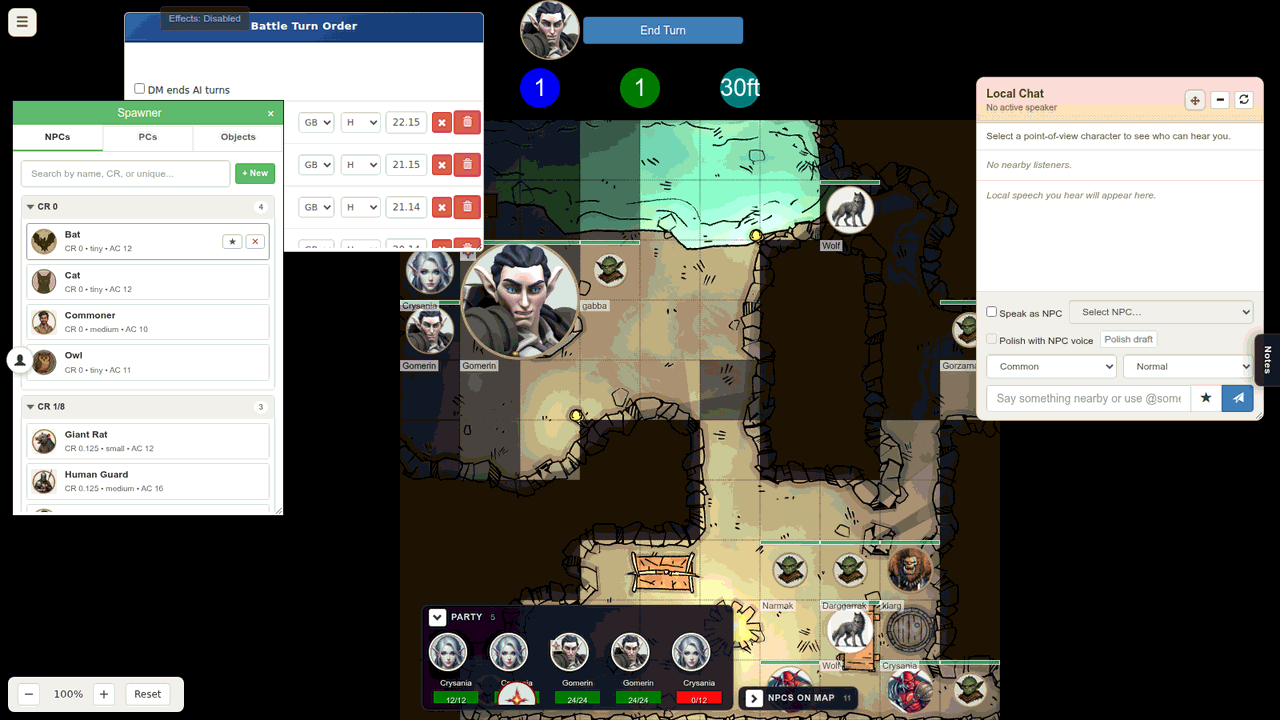 Effects: Disabled
Battle Turn Order
DM ends AI turns
GB H 22.15
GB H 21.15
GB H 21.14
Spawner
×
NPCs PCs Objects
Search by name, CR, or unique...
+ New
CR 0 4
Bat
CR 0 • tiny • AC 12
Cat
CR 0 • tiny • AC 12
Commoner
CR 0 • medium • AC 10
Owl
CR 0 • tiny • AC 11
CR 1/8 3
Giant Rat
CR 0.125 • small • AC 12
Human Guard
CR 0.125 • medium • AC 16
End Turn
1 1 30ft
Wolf
Crysania
gabba
Gomerin Gomerin
Narmak Darggarrak klarg
Wolf Crysania
PARTY 5
Crysania Gomerin Gomerin Crysania
12/12 24/24 24/24 0/12
NPCS ON MAP 11
− 100% + Reset
Local Chat
No active speaker
Select a point-of-view character to see who can hear you.
No nearby listeners.
Local speech you hear will appear here.
Speak as NPC Select NPC...
Polish with NPC voice Polish draft
Common Normal
Say something nearby or use @some
Notes